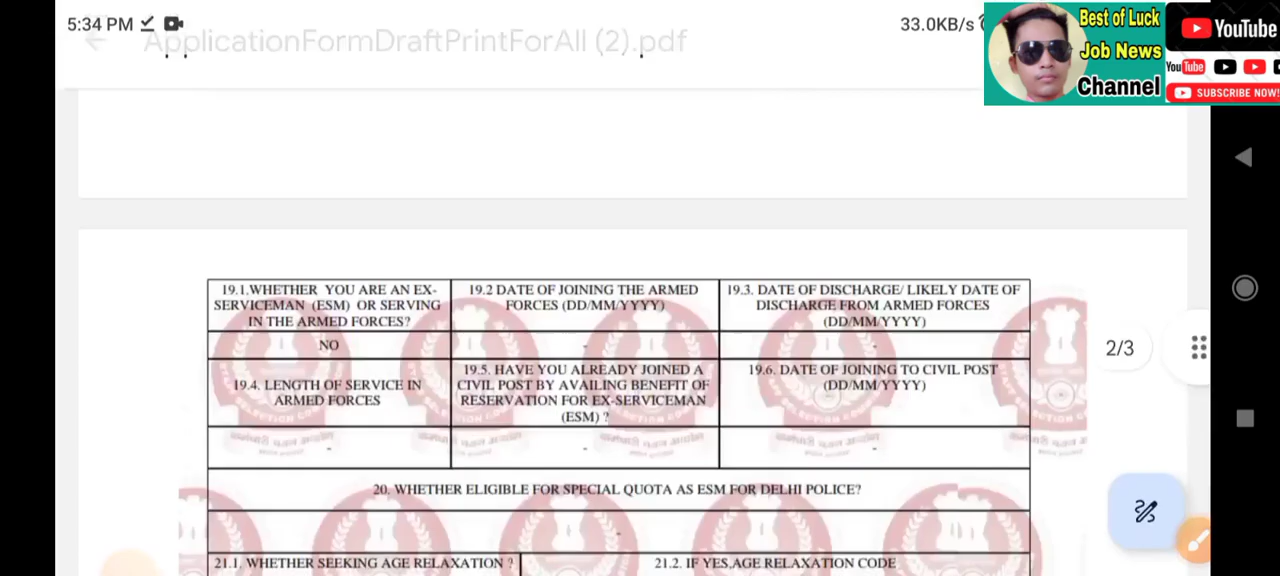 5:34 PM
33.0KB/s
ApplicationFormDraftPrintForAll (2).pdf
Best of Luck
Job News
Channel
YouTube
YouTube
SUBSCRIBE NOW!
19.1.WHETHER YOU ARE AN EX-
SERVICEMAN (ESM) OR SERVING
IN THE ARMED FORCES?
19.2 DATE OF JOINING THE ARMED
FORCES (DD/MM/YYYY)
19.3. DATE OF DISCHARGE/ LIKELY DATE OF
DISCHARGE FROM ARMED FORCES
(DD/MM/YYYY)
NO
-
-
2/3
19.4. LENGTH OF SERVICE IN
ARMED FORCES
19.5. HAVE YOU ALREADY JOINED A
CIVIL POST BY AVAILING BENEFIT OF
RESERVATION FOR EX-SERVICEMAN
(ESM) ?
19.6. DATE OF JOINING TO CIVIL POST
(DD/MM/YYYY)
-
-
-
20. WHETHER ELIGIBLE FOR SPECIAL QUOTA AS ESM FOR DELHI POLICE?
-
21.1. WHETHER SEEKING AGE RELAXATION ?
21.2. IF YES,AGE RELAXATION CODE